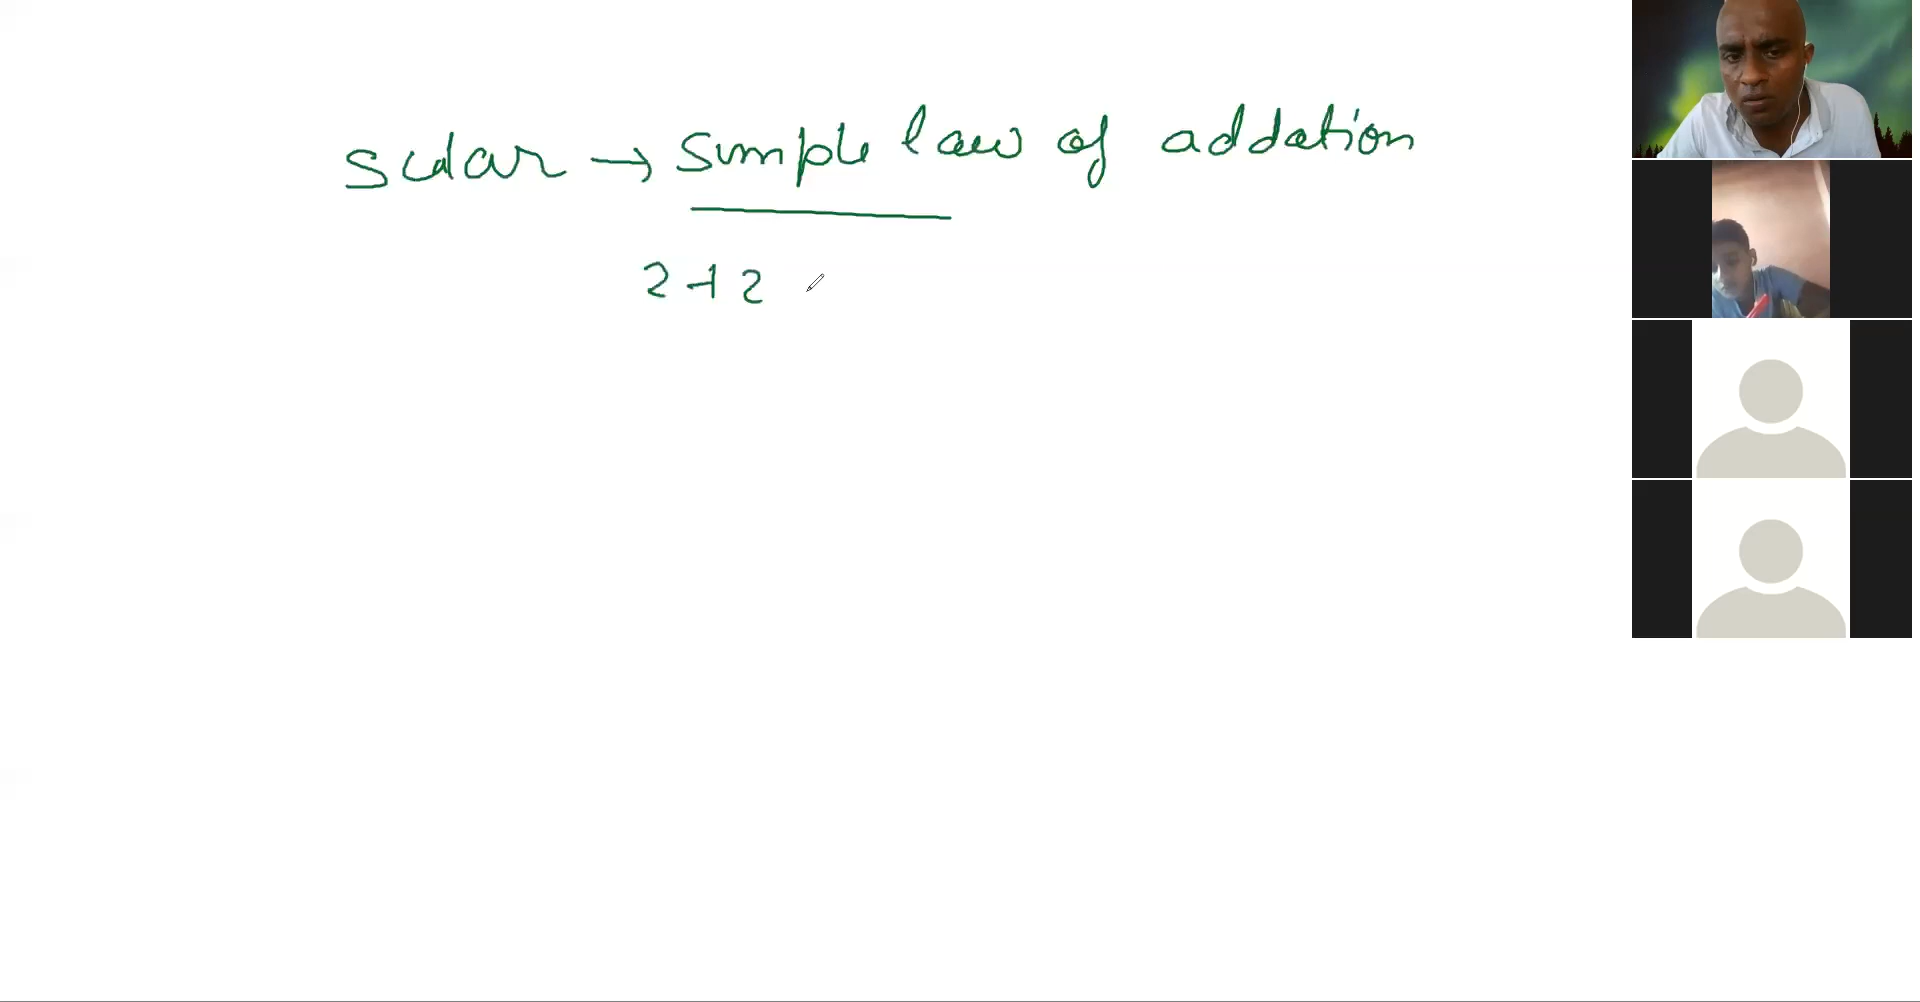 scalar → simple law of addation
2 + 2